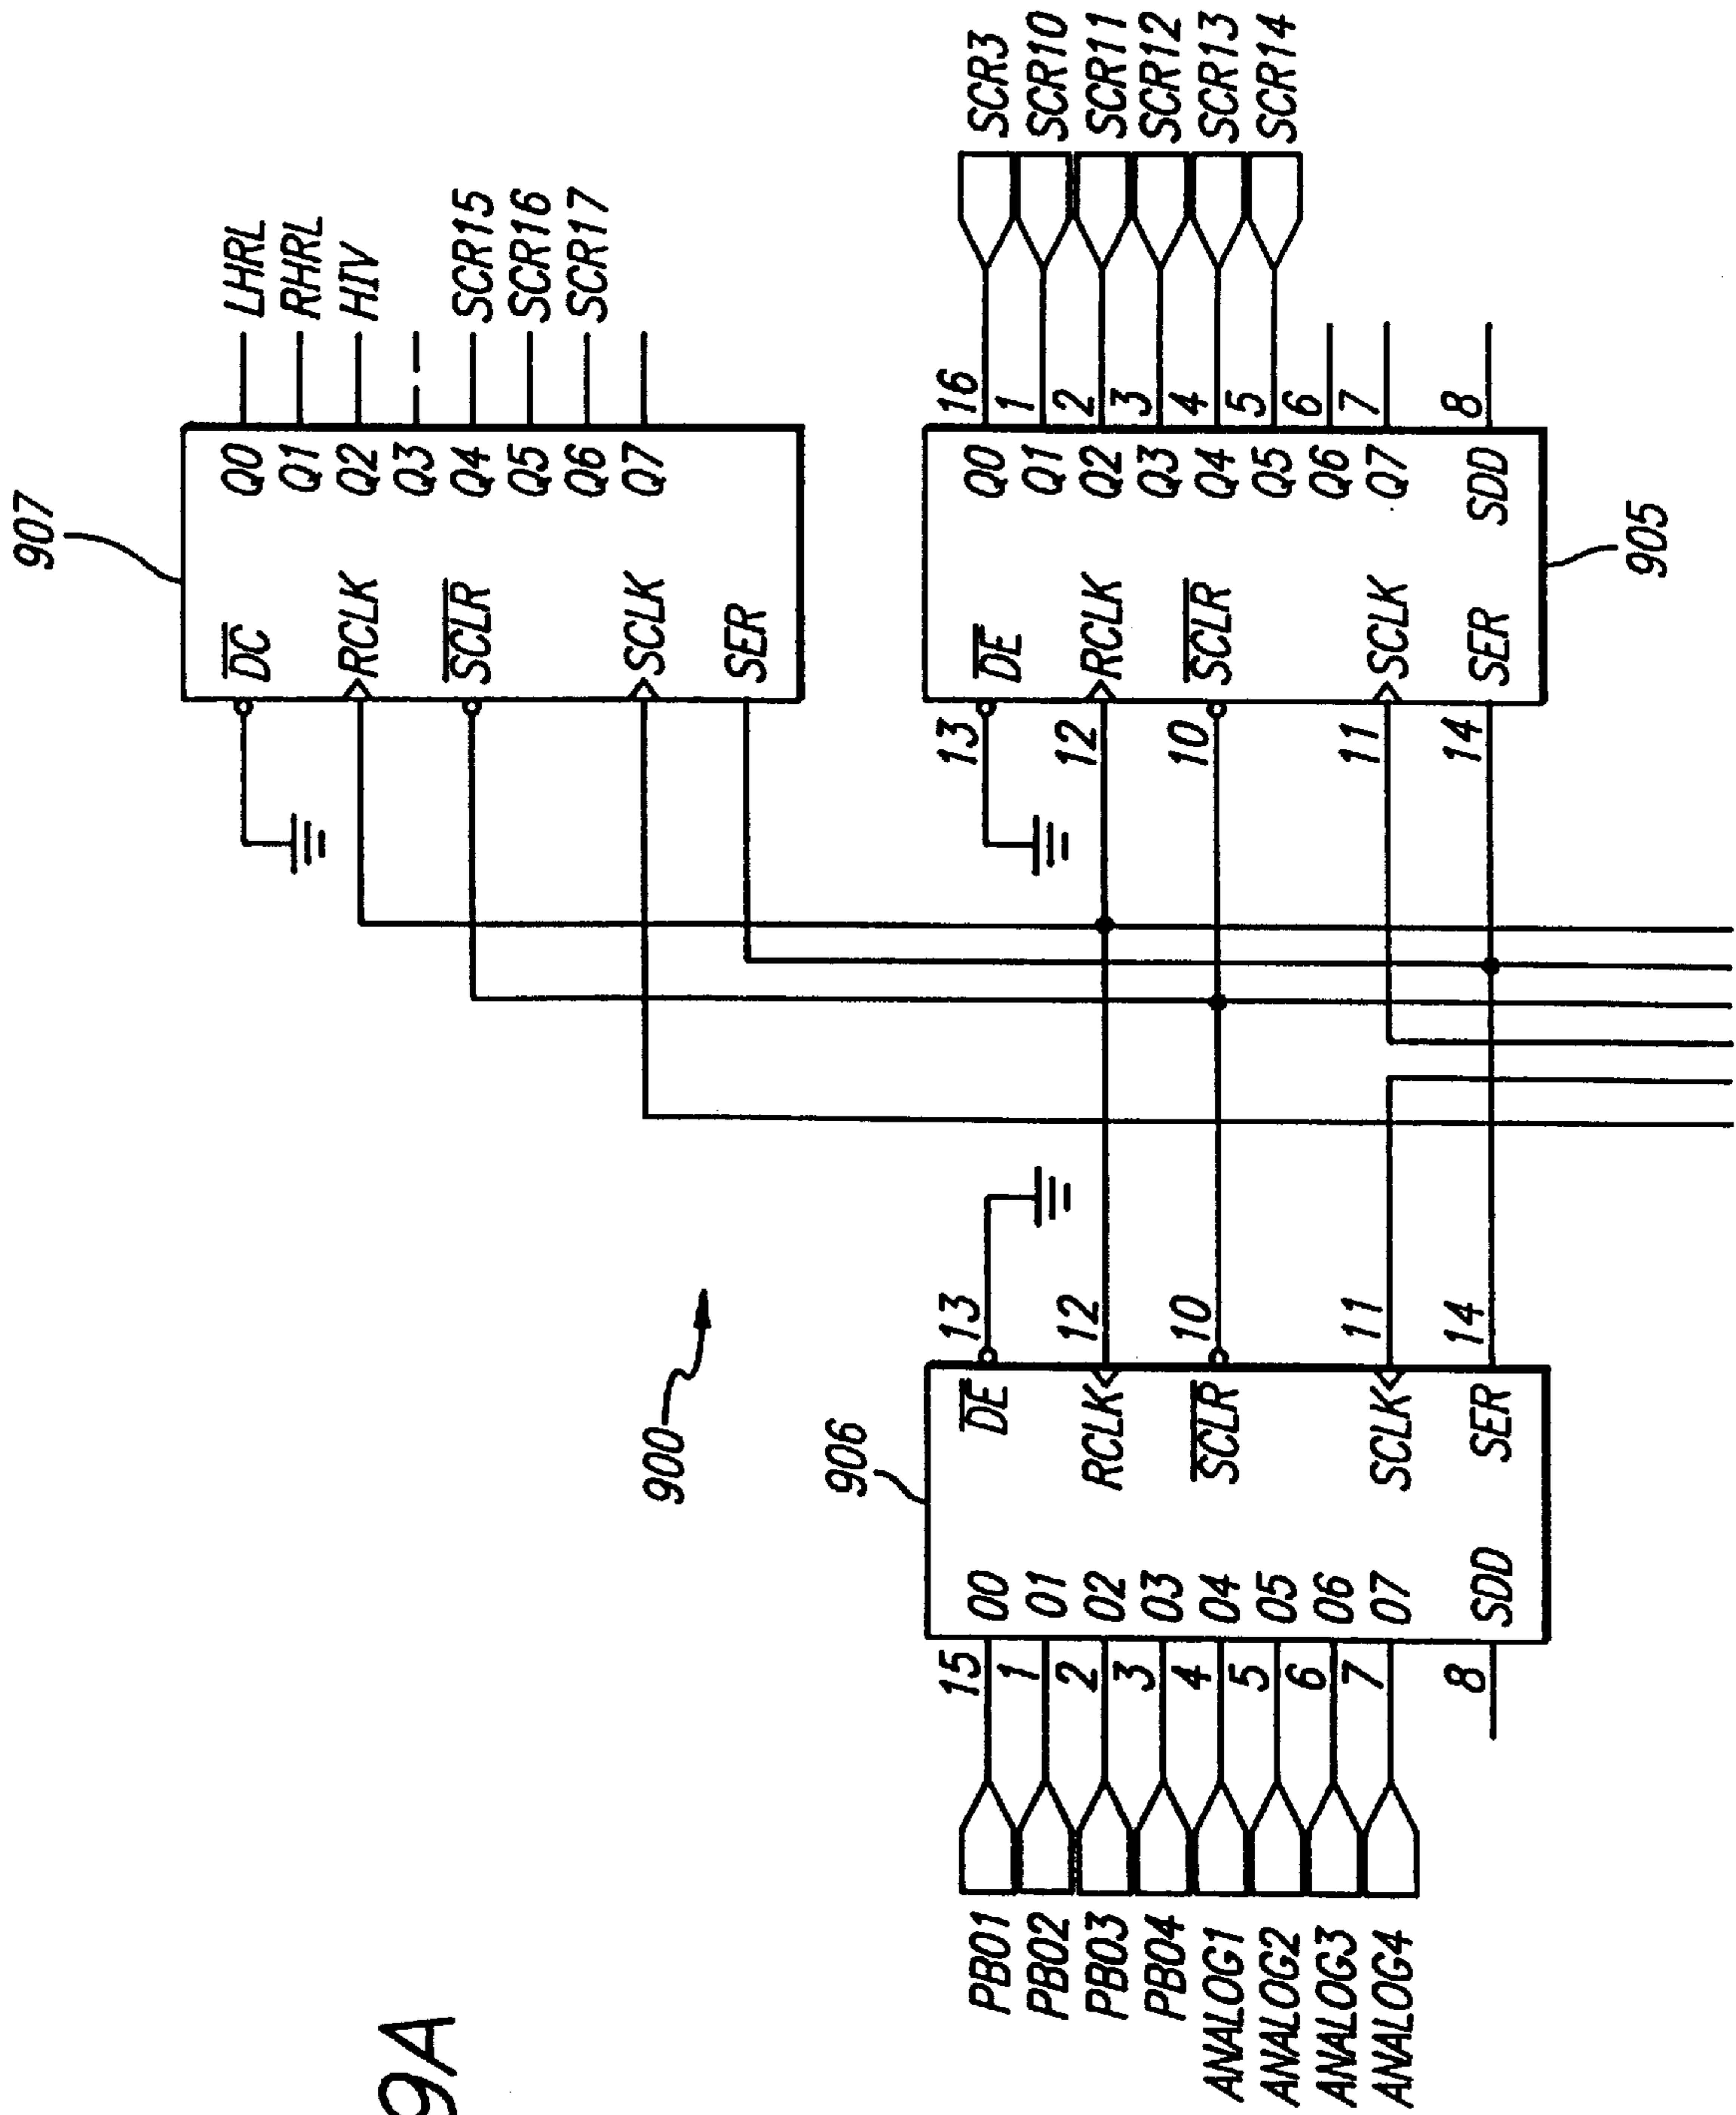 9A
900
907
DC
RCLK
SCLR
SCLK
SER
Q0 LHRL
Q1 RHRL
Q2 HIV
Q3
Q4 SCR15
Q5 SCR16
Q6 SCR17
Q7
906
PB01 15 00
PB02 1 01
PB03 2 02
PB04 3 03
ANALOG1 4 04
ANALOG2 5 05
ANALOG3 6 06
ANALOG4 7 07
8 SDD
DE 13
RCLK 12
SCLR 10
SCLK 11
SER 14
905
13 DE
12 RCLK
10 SCLR
11 SCLK
14 SER
Q0 16 SCR3
Q1 1 SCR10
Q2 2 SCR11
Q3 3 SCR12
Q4 4 SCR13
Q5 5 SCR14
Q6 6
Q7 7
SDD 8